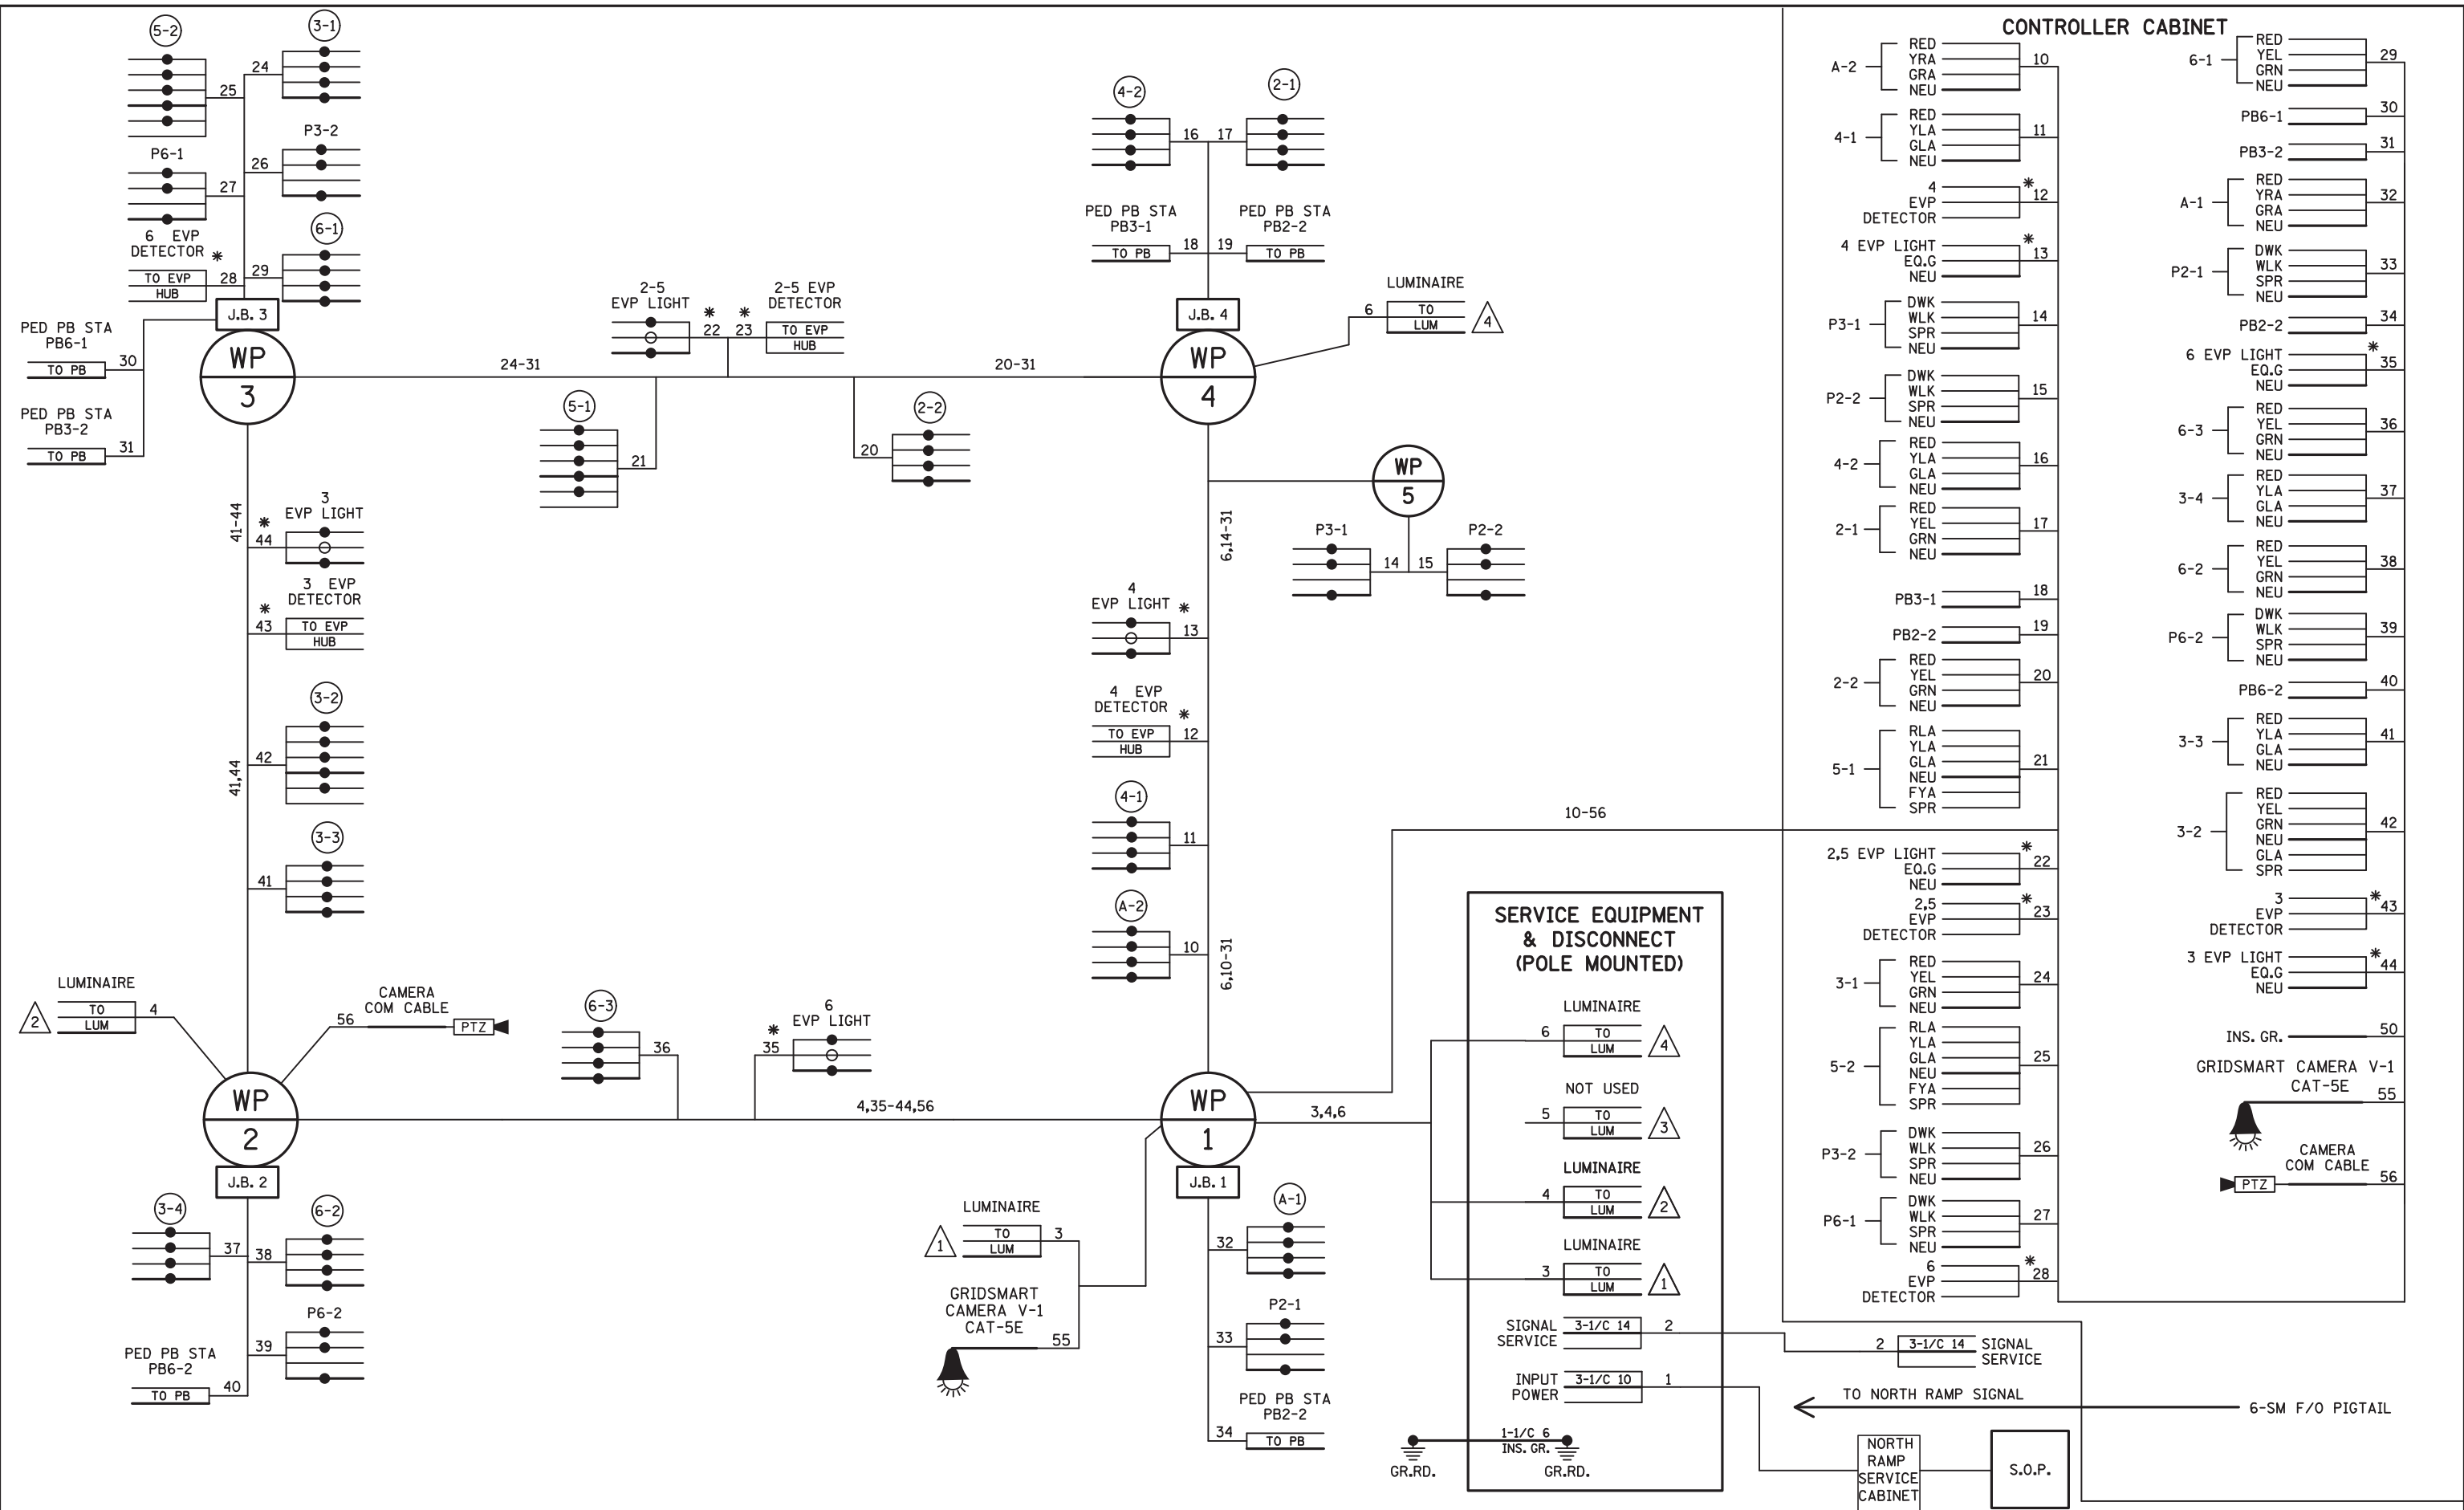 5-2
3-1
24
25
P3-2
P6-1
26
27
6 EVP
DETECTOR *
6-1
TO EVP
HUB
28
29
J.B. 3
PED PB STA
PB6-1
TO PB
30
PED PB STA
PB3-2
TO PB
31
WP
3
24-31
2-5
EVP LIGHT
*
22
*
23
2-5 EVP
DETECTOR
TO EVP
HUB
20-31
5-1
21
2-2
20
4-2
2-1
16
17
PED PB STA
PB3-1
TO PB
18
19
PED PB STA
PB2-2
TO PB
J.B. 4
WP
4
LUMINAIRE
6
TO
LUM
4
WP
5
P3-1
14
15
P2-2
6,14-31
4
EVP LIGHT *
13
4 EVP
DETECTOR *
TO EVP
HUB
12
4-1
11
A-2
10
6,10-31
41-44
3
EVP LIGHT
*
44
3 EVP
DETECTOR
*
43
TO EVP
HUB
3-2
42
41,44
3-3
41
LUMINAIRE
2
TO
LUM
4
CAMERA
COM CABLE
56
PTZ
WP
2
J.B. 2
6-3
36
6
EVP LIGHT
*
35
4,35-44,56
3-4
37
6-2
38
P6-2
39
PED PB STA
PB6-2
TO PB
40
WP
1
J.B. 1
LUMINAIRE
1
TO
LUM
3
GRIDSMART
CAMERA V-1
CAT-5E
55
A-1
32
P2-1
33
PED PB STA
PB2-2
34
TO PB
10-56
3,4,6
SERVICE EQUIPMENT
& DISCONNECT
(POLE MOUNTED)
LUMINAIRE
6
TO
LUM
4
NOT USED
5
TO
LUM
3
LUMINAIRE
4
TO
LUM
2
LUMINAIRE
3
TO
LUM
1
SIGNAL
SERVICE
3-1/C 14
2
INPUT
POWER
3-1/C 10
1
1-1/C 6
INS. GR.
GR.RD.
GR.RD.
CONTROLLER CABINET
A-2
RED
YRA
GRA
NEU
10
4-1
RED
YLA
GLA
NEU
11
4
EVP
DETECTOR
*
12
4 EVP LIGHT
EQ.G
NEU
*
13
P3-1
DWK
WLK
SPR
NEU
14
P2-2
DWK
WLK
SPR
NEU
15
4-2
RED
YLA
GLA
NEU
16
2-1
RED
YEL
GRN
NEU
17
PB3-1
18
PB2-2
19
2-2
RED
YEL
GRN
NEU
20
5-1
RLA
YLA
GLA
NEU
FYA
SPR
21
2,5 EVP LIGHT
EQ.G
NEU
*
22
2,5
EVP
DETECTOR
*
23
3-1
RED
YEL
GRN
NEU
24
5-2
RLA
YLA
GLA
NEU
FYA
SPR
25
P3-2
DWK
WLK
SPR
NEU
26
P6-1
DWK
WLK
SPR
NEU
27
6
EVP
DETECTOR
*
28
6-1
RED
YEL
GRN
NEU
29
PB6-1
30
PB3-2
31
A-1
RED
YRA
GRA
NEU
32
P2-1
DWK
WLK
SPR
NEU
33
PB2-2
34
6 EVP LIGHT
EQ.G
NEU
*
35
6-3
RED
YEL
GRN
NEU
36
3-4
RED
YLA
GLA
NEU
37
6-2
RED
YEL
GRN
NEU
38
P6-2
DWK
WLK
SPR
NEU
39
PB6-2
40
3-3
RED
YLA
GLA
NEU
41
3-2
RED
YEL
GRN
NEU
GLA
SPR
42
3
EVP
DETECTOR
*
43
3 EVP LIGHT
EQ.G
NEU
*
44
INS. GR.
50
GRIDSMART CAMERA V-1
CAT-5E
55
CAMERA
COM CABLE
PTZ
56
2
3-1/C 14
SIGNAL
SERVICE
TO NORTH RAMP SIGNAL
6-SM F/O PIGTAIL
NORTH
RAMP
SERVICE
CABINET
S.O.P.